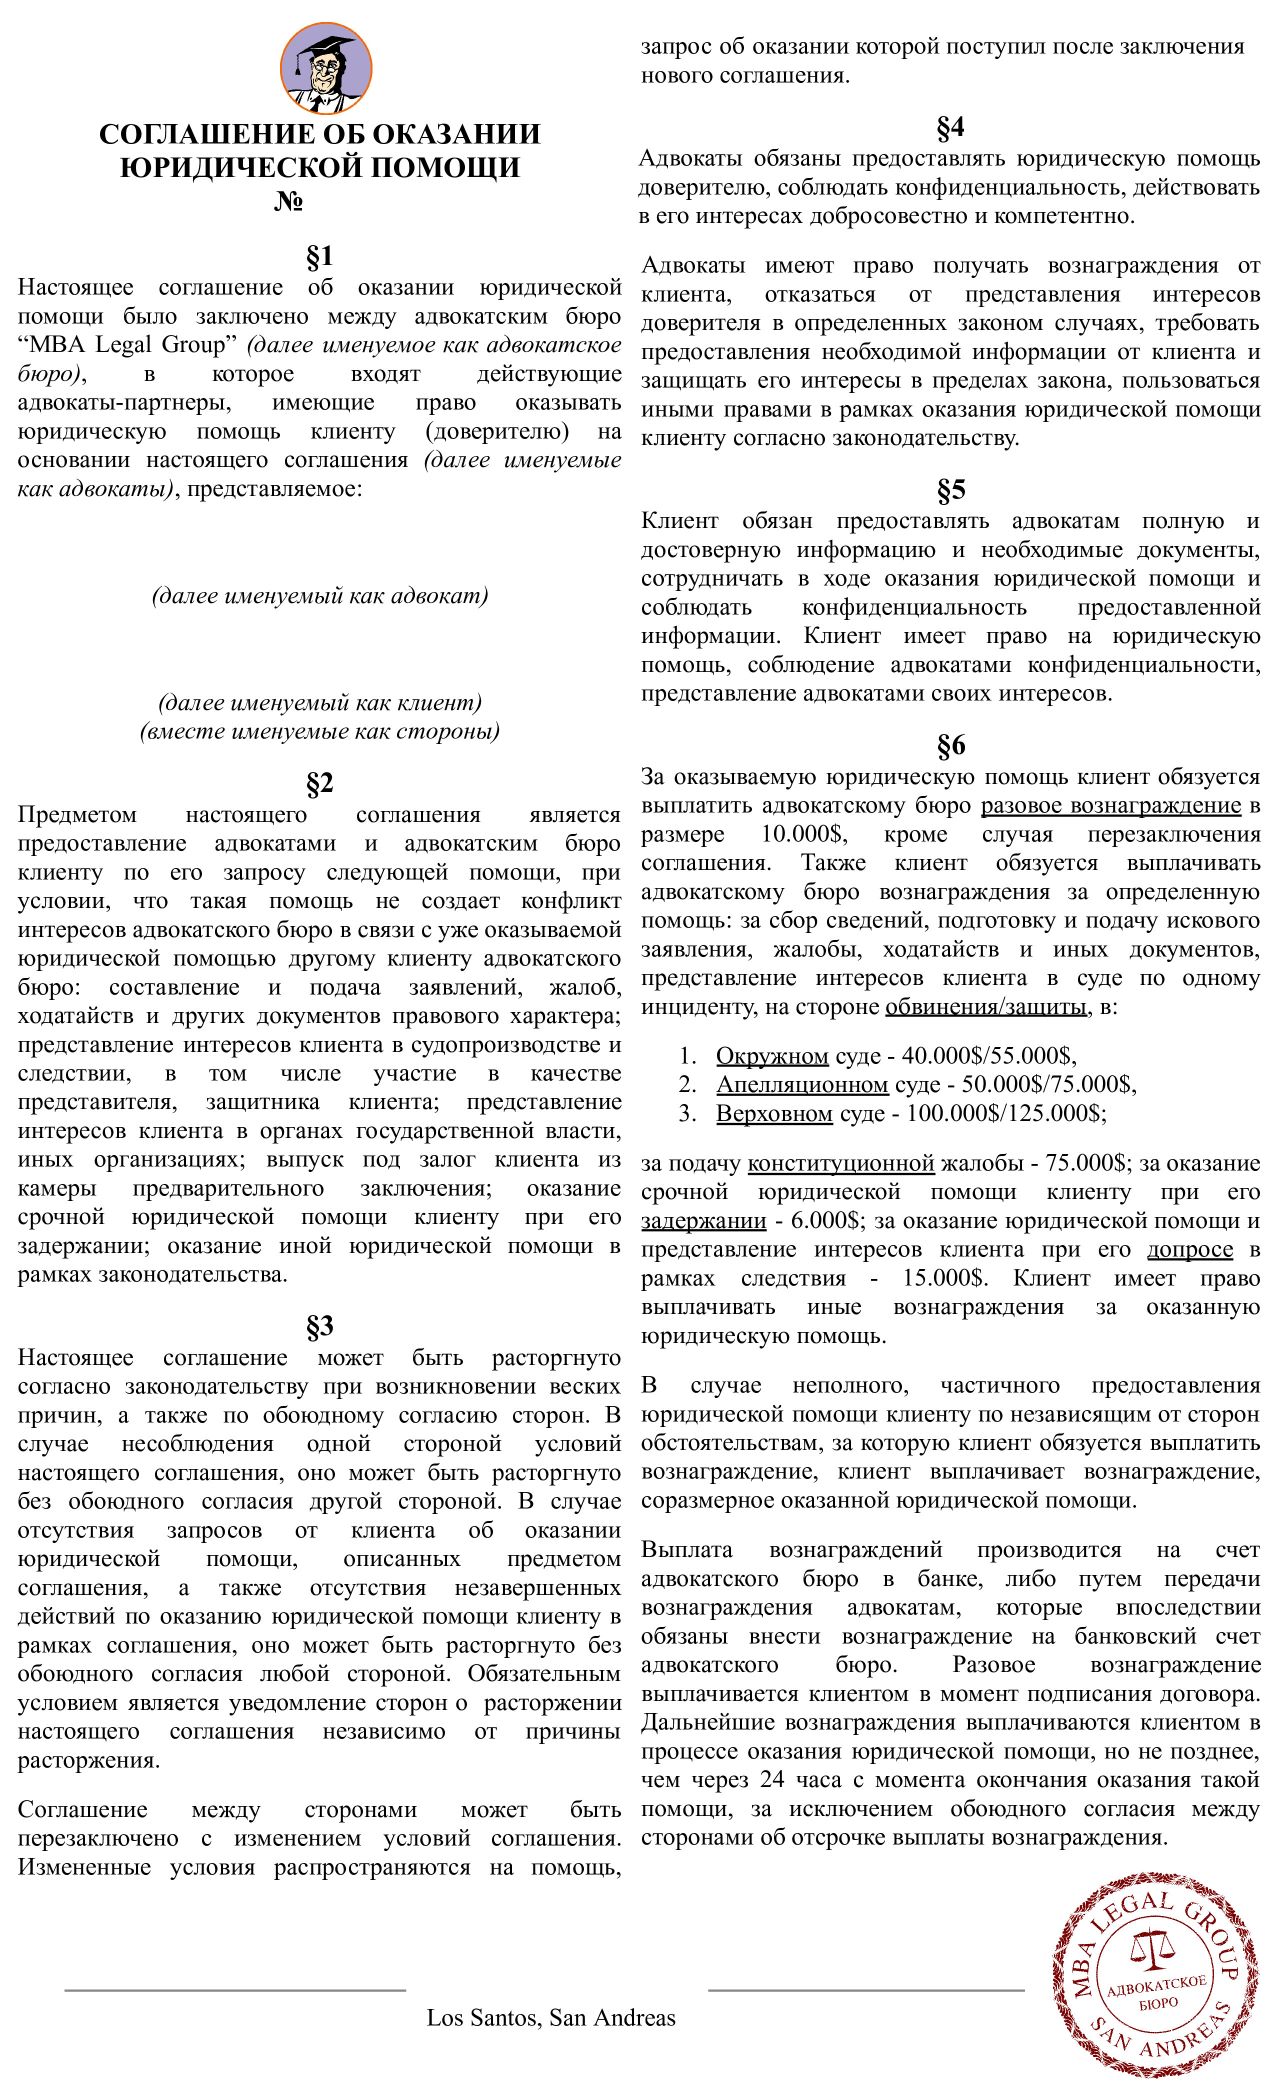 СОГЛАШЕНИЕ ОБ ОКАЗАНИИ
ЮРИДИЧЕСКОЙ ПОМОЩИ
№
§1
Настоящее соглашение об оказании юридической
помощи было заключено между адвокатским бюро
“MBA Legal Group” (далее именуемое как адвокатское
бюро), в которое входят действующие
адвокаты-партнеры, имеющие право оказывать
юридическую помощь клиенту (доверителю) на
основании настоящего соглашения (далее именуемые
как адвокаты), представляемое:
(далее именуемый как адвокат)
(далее именуемый как клиент)
(вместе именуемые как стороны)
§2
Предметом настоящего соглашения является
предоставление адвокатами и адвокатским бюро
клиенту по его запросу следующей помощи, при
условии, что такая помощь не создает конфликт
интересов адвокатского бюро в связи с уже оказываемой
юридической помощью другому клиенту адвокатского
бюро: составление и подача заявлений, жалоб,
ходатайств и других документов правового характера;
представление интересов клиента в судопроизводстве и
следствии, в том числе участие в качестве
представителя, защитника клиента; представление
интересов клиента в органах государственной власти,
иных организациях; выпуск под залог клиента из
камеры предварительного заключения; оказание
срочной юридической помощи клиенту при его
задержании; оказание иной юридической помощи в
рамках законодательства.
§3
Настоящее соглашение может быть расторгнуто
согласно законодательству при возникновении веских
причин, а также по обоюдному согласию сторон. В
случае несоблюдения одной стороной условий
настоящего соглашения, оно может быть расторгнуто
без обоюдного согласия другой стороной. В случае
отсутствия запросов от клиента об оказании
юридической помощи, описанных предметом
соглашения, а также отсутствия незавершенных
действий по оказанию юридической помощи клиенту в
рамках соглашения, оно может быть расторгнуто без
обоюдного согласия любой стороной. Обязательным
условием является уведомление сторон о расторжении
настоящего соглашения независимо от причины
расторжения.
Соглашение между сторонами может быть
перезаключено с изменением условий соглашения.
Измененные условия распространяются на помощь,
запрос об оказании которой поступил после заключения
нового соглашения.
§4
Адвокаты обязаны предоставлять юридическую помощь
доверителю, соблюдать конфиденциальность, действовать
в его интересах добросовестно и компетентно.
Адвокаты имеют право получать вознаграждения от
клиента, отказаться от представления интересов
доверителя в определенных законом случаях, требовать
предоставления необходимой информации от клиента и
защищать его интересы в пределах закона, пользоваться
иными правами в рамках оказания юридической помощи
клиенту согласно законодательству.
§5
Клиент обязан предоставлять адвокатам полную и
достоверную информацию и необходимые документы,
сотрудничать в ходе оказания юридической помощи и
соблюдать конфиденциальность предоставленной
информации. Клиент имеет право на юридическую
помощь, соблюдение адвокатами конфиденциальности,
представление адвокатами своих интересов.
§6
За оказываемую юридическую помощь клиент обязуется
выплатить адвокатскому бюро разовое вознаграждение в
размере 10.000$, кроме случая перезаключения
соглашения. Также клиент обязуется выплачивать
адвокатскому бюро вознаграждения за определенную
помощь: за сбор сведений, подготовку и подачу искового
заявления, жалобы, ходатайств и иных документов,
представление интересов клиента в суде по одному
инциденту, на стороне обвинения/защиты, в:
1. Окружном суде - 40.000$/55.000$,
2. Апелляционном суде - 50.000$/75.000$,
3. Верховном суде - 100.000$/125.000$;
за подачу конституционной жалобы - 75.000$; за оказание
срочной юридической помощи клиенту при его
задержании - 6.000$; за оказание юридической помощи и
представление интересов клиента при его допросе в
рамках следствия - 15.000$. Клиент имеет право
выплачивать иные вознаграждения за оказанную
юридическую помощь.
В случае неполного, частичного предоставления
юридической помощи клиенту по независящим от сторон
обстоятельствам, за которую клиент обязуется выплатить
вознаграждение, клиент выплачивает вознаграждение,
соразмерное оказанной юридической помощи.
Выплата вознаграждений производится на счет
адвокатского бюро в банке, либо путем передачи
вознаграждения адвокатам, которые впоследствии
обязаны внести вознаграждение на банковский счет
адвокатского бюро. Разовое вознаграждение
выплачивается клиентом в момент подписания договора.
Дальнейшие вознаграждения выплачиваются клиентом в
процессе оказания юридической помощи, но не позднее,
чем через 24 часа с момента окончания оказания такой
помощи, за исключением обоюдного согласия между
сторонами об отсрочке выплаты вознаграждения.
Los Santos, San Andreas
MBA LEGAL GROUP
АДВОКАТСКОЕ
БЮРО
SAN ANDREAS